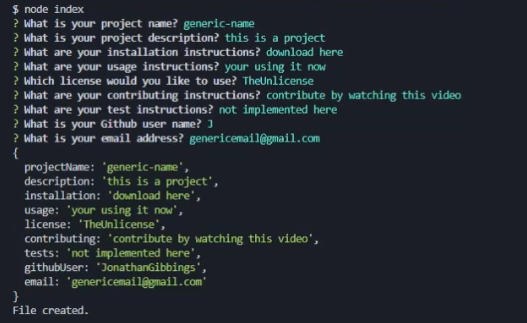 $ node index
? What is your project name? generic-name
? What is your project description? this is a project
? What are your installation instructions? download here
? What are your usage instructions? your using it now
? Which license would you like to use? TheUnlicense
? What are your contributing instructions? contribute by watching this video
? What are your test instructions? not implemented here
? What is your Github user name? J
? What is your email address? genericemail@gmail.com
{
  projectName: 'generic-name',
  description: 'this is a project',
  installation: 'download here',
  usage: 'your using it now',
  license: 'TheUnlicense',
  contributing: 'contribute by watching this video',
  tests: 'not implemented here',
  githubUser: 'JonathanGibbings',
  email: 'genericemail@gmail.com'
}
File created.